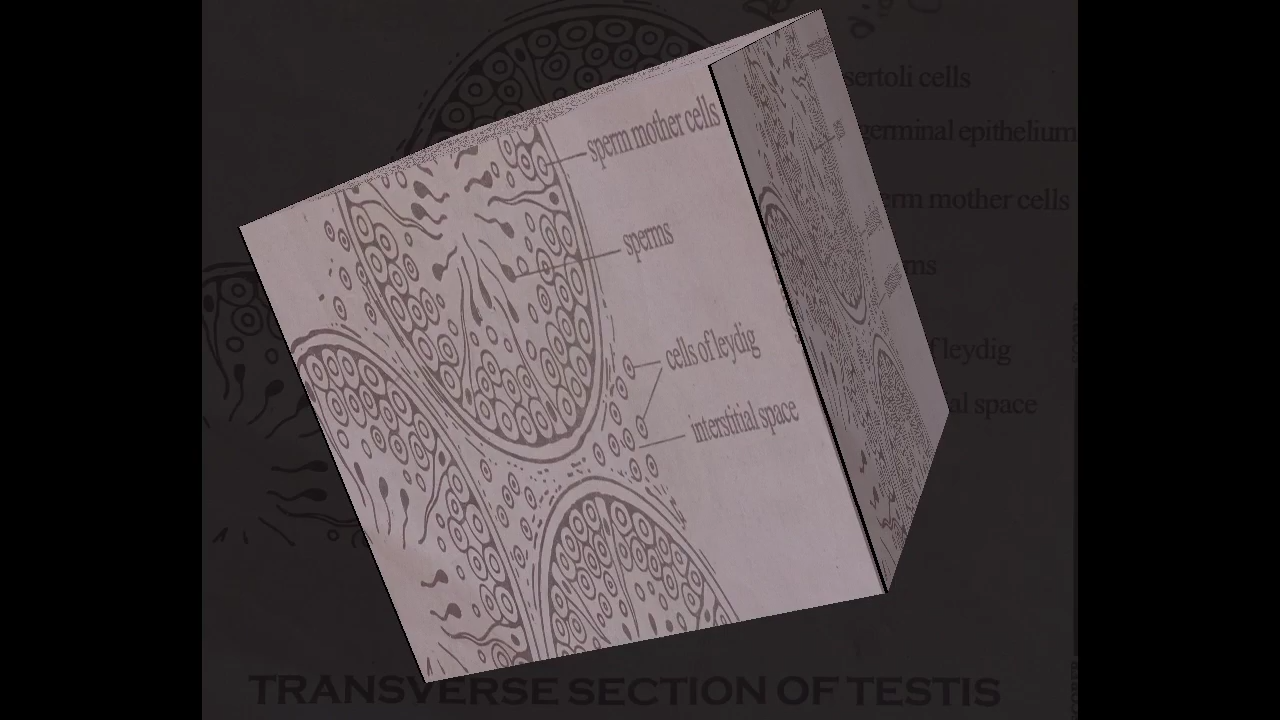 sperm mother cells
sperms
cells of leydig
interstitial space
sertoli cells
germinal epithelium
erm mother cells
ms
f leydig
al space
TRANSVERSE SECTION OF TESTIS